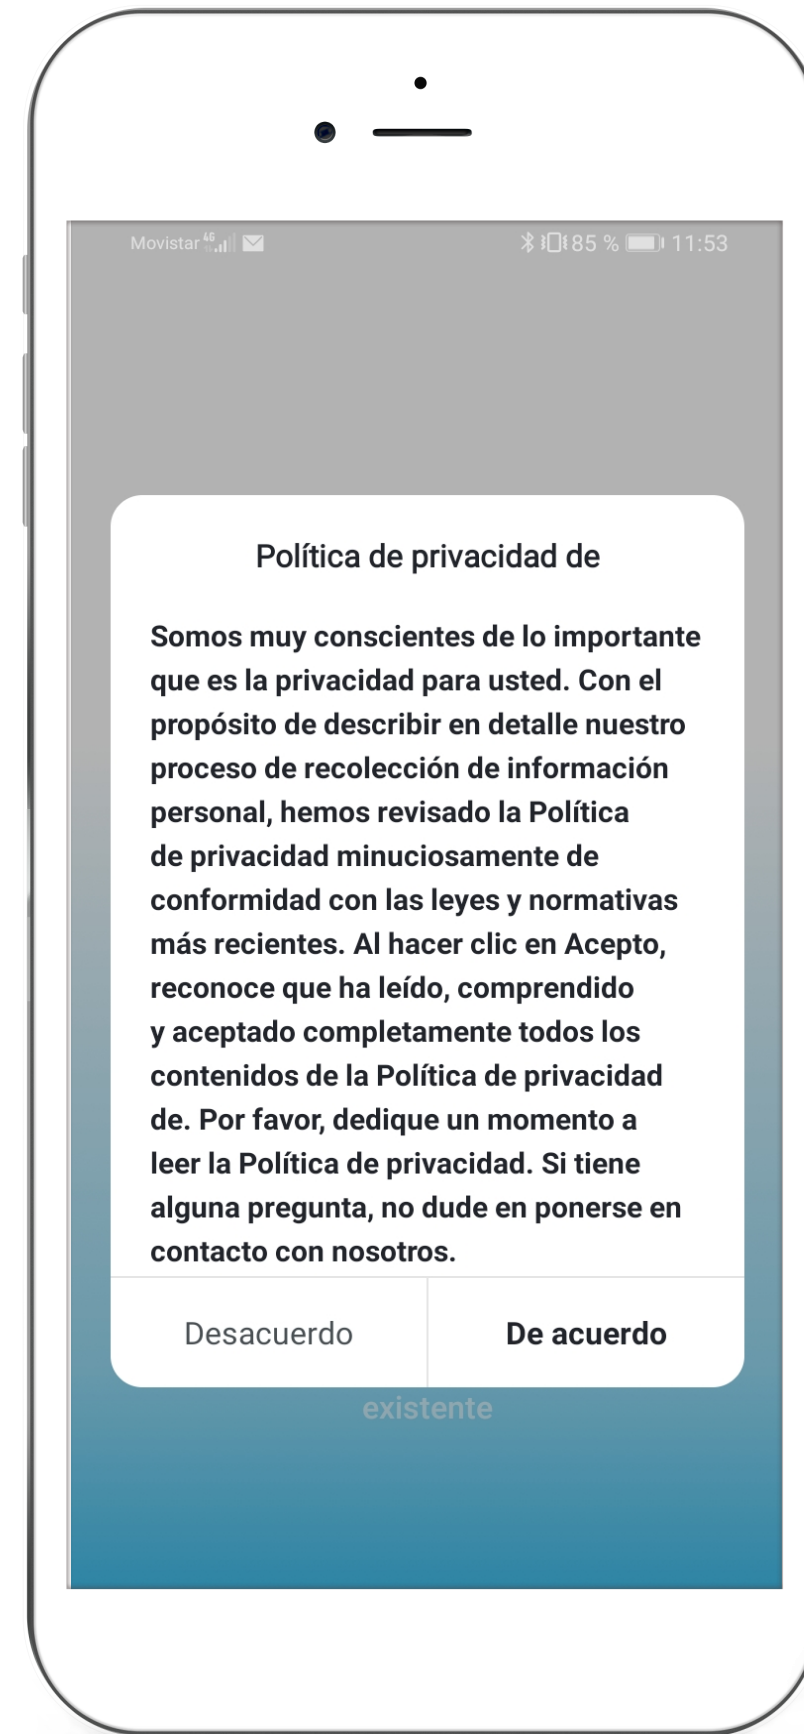 Movistar 4G 85 % 11:53
Política de privacidad de
Somos muy conscientes de lo importante
que es la privacidad para usted. Con el
propósito de describir en detalle nuestro
proceso de recolección de información
personal, hemos revisado la Política
de privacidad minuciosamente de
conformidad con las leyes y normativas
más recientes. Al hacer clic en Acepto,
reconoce que ha leído, comprendido
y aceptado completamente todos los
contenidos de la Política de privacidad
de. Por favor, dedique un momento a
leer la Política de privacidad. Si tiene
alguna pregunta, no dude en ponerse en
contacto con nosotros.
Desacuerdo De acuerdo
existente